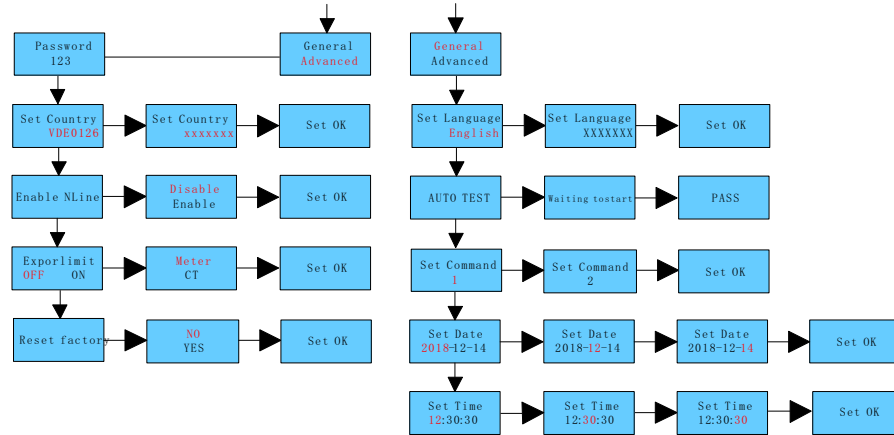 Password
123
General
Advanced
Set Country
VDE0126
Set Country
xxxxxxx
Set OK
Enable NLine
Disable
Enable
Set OK
Exporlimit
OFF ON
Meter
CT
Set OK
Reset factory
NO
YES
Set OK
General
Advanced
Set Language
English
Set Language
XXXXXXX
Set OK
AUTO TEST
Waiting tostart
PASS
Set Command
1
Set Command
2
Set OK
Set Date
2018-12-14
Set Date
2018-12-14
Set Date
2018-12-14
Set OK
Set Time
12:30:30
Set Time
12:30:30
Set Time
12:30:30
Set OK